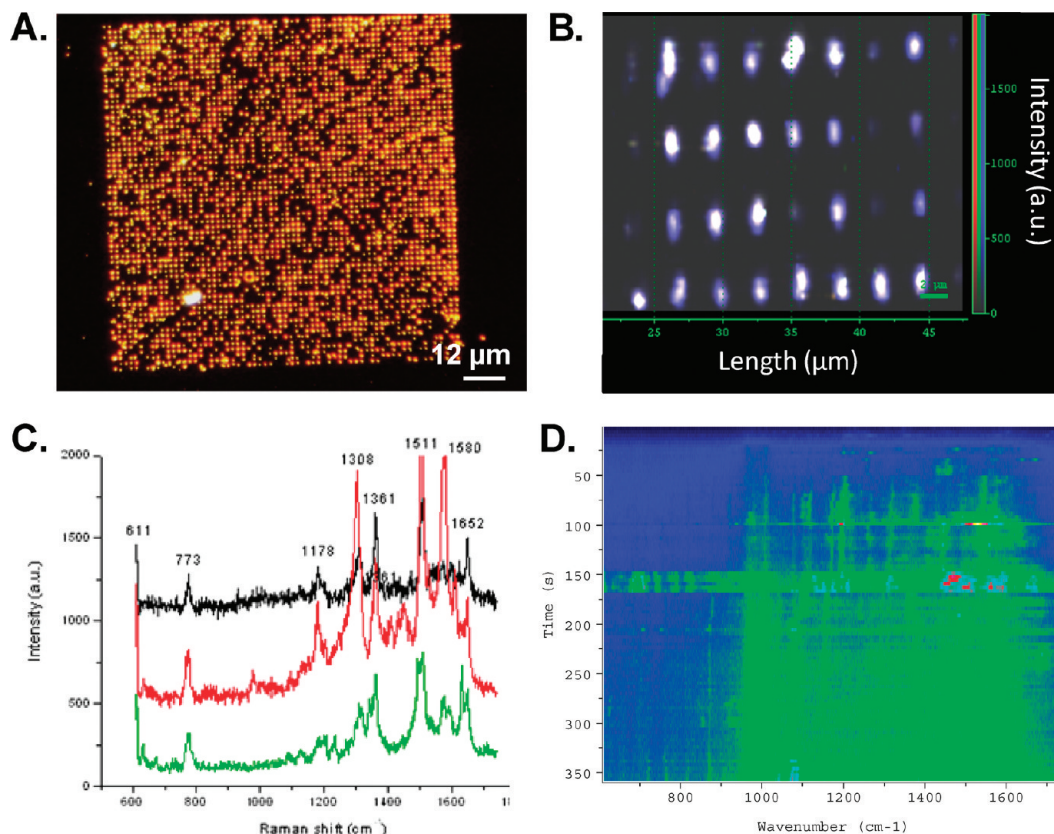 A.
12 µm
B.
1500
1000
500
0
Intensity (a.u.)
2 µm
25 30 35 40 45
Length (µm)
C.
2000
1500
1000
500
0
Intensity (a.u.)
611
773
1178
1308
1361
1511
1580
1652
600 800 1000 1200 1400 1600
Raman shift (cm⁻¹)
D.
50
100
150
200
250
300
350
Time (s)
800 1000 1200 1400 1600
Wavenumber (cm-1)